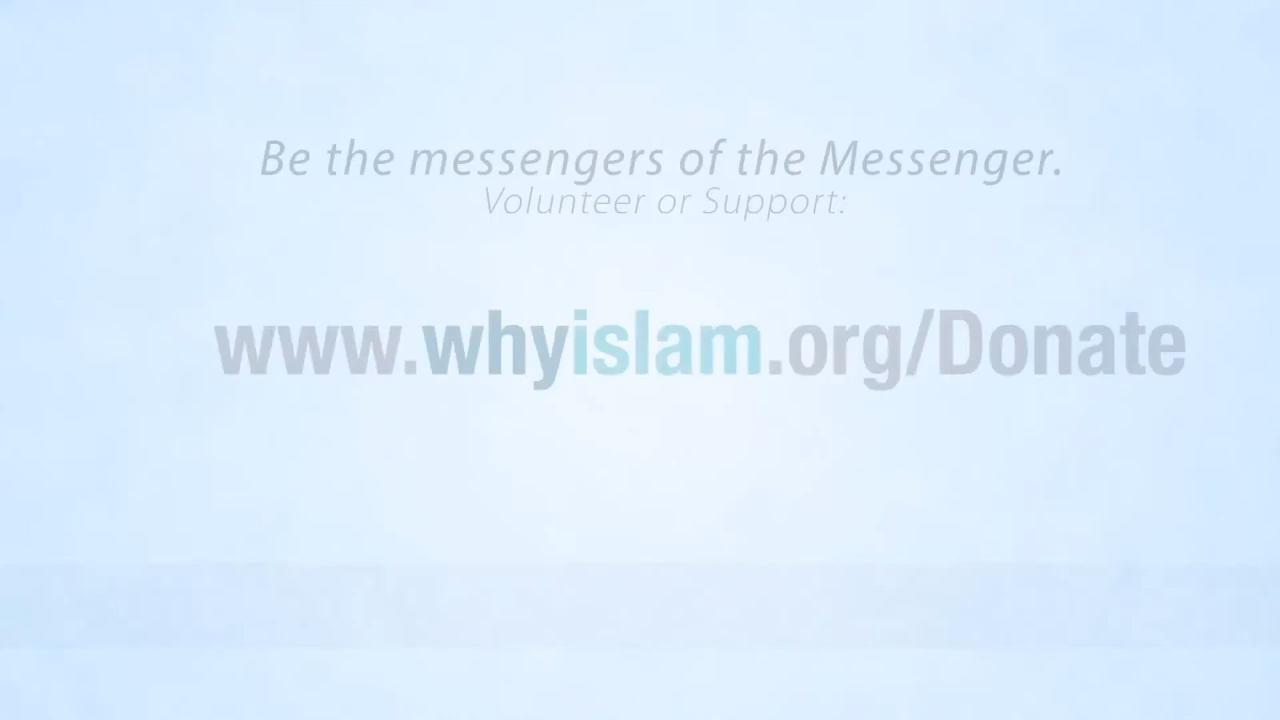 Be the messengers of the Messenger.
Volunteer or Support:
www.whyislam.org/Donate